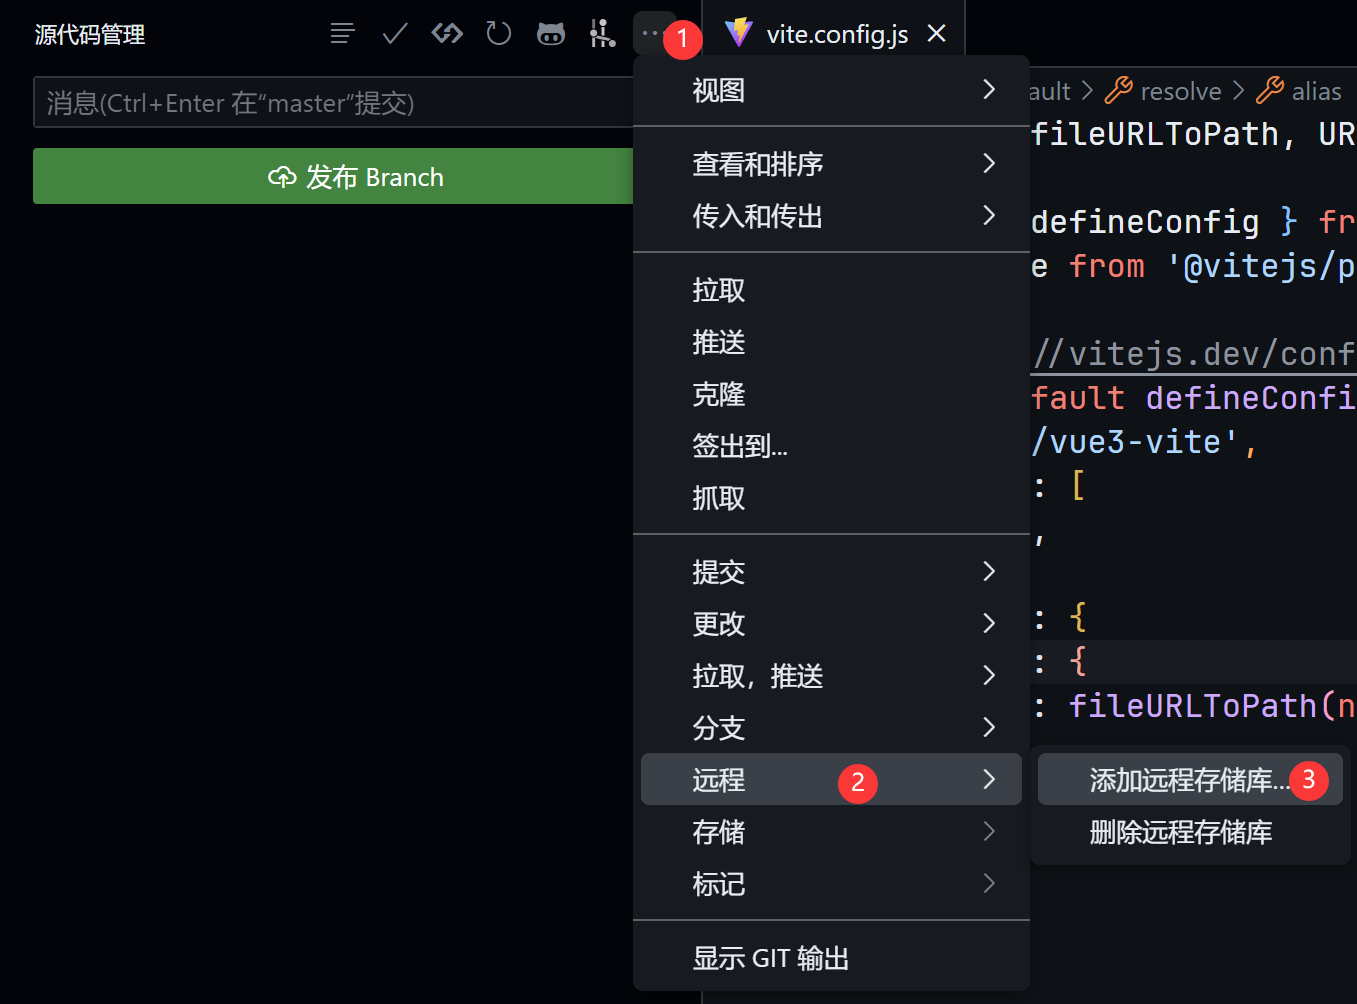 源代码管理
1
vite.config.js
消息(Ctrl+Enter 在“master”提交)
发布 Branch
视图
查看和排序
传入和传出
拉取
推送
克隆
签出到...
抓取
提交
更改
拉取，推送
分支
远程
2
存储
标记
显示 GIT 输出
添加远程存储库...
3
删除远程存储库
ault > resolve > alias
fileURLToPath, UR
defineConfig } fr
e from '@vitejs/p
//vitejs.dev/conf
fault defineConfi
/vue3-vite',
: [
,
: {
: {
: fileURLToPath(n